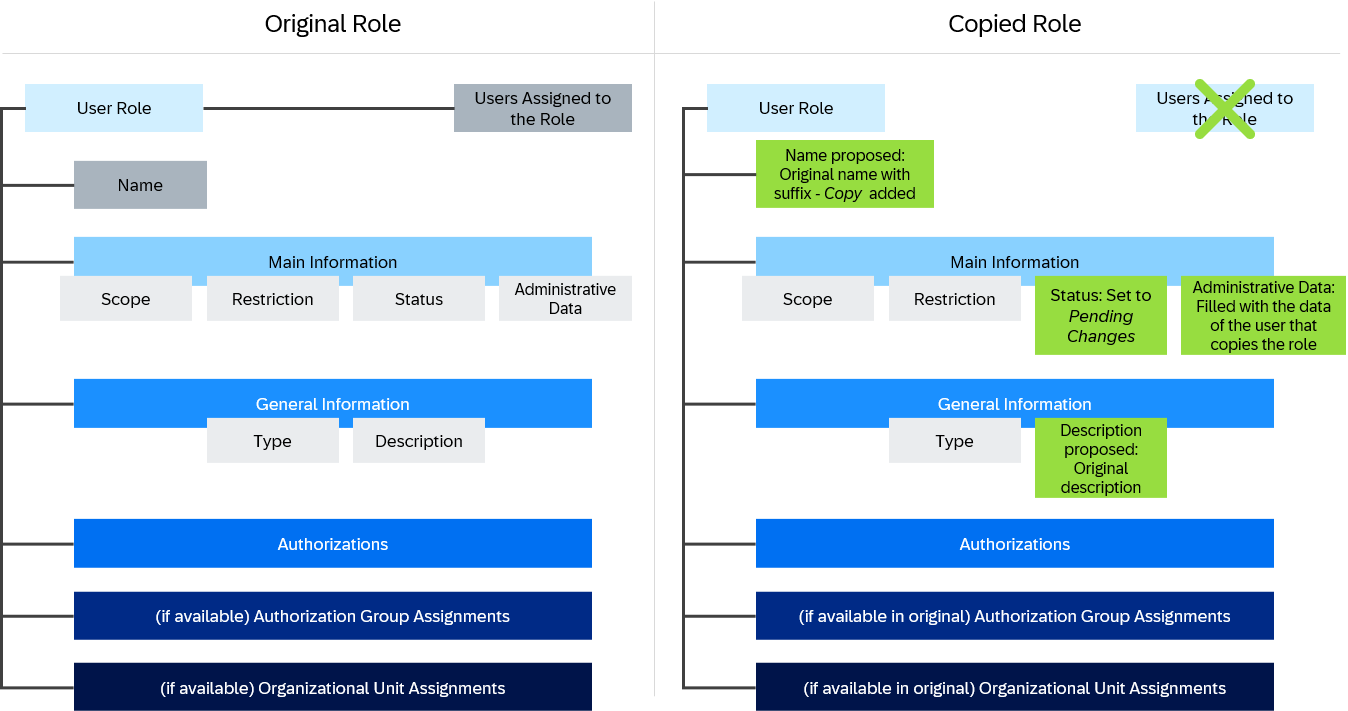 Original Role
User Role
Users Assigned to
the Role
Name
Main Information
Scope
Restriction
Status
Administrative
Data
General Information
Type
Description
Authorizations
(if available) Authorization Group Assignments
(if available) Organizational Unit Assignments
Copied Role
User Role
Users Assigned to
the Role
Name proposed:
Original name with
suffix - Copy added
Main Information
Scope
Restriction
Status: Set to
Pending
Changes
Administrative Data:
Filled with the data
of the user that
copies the role
General Information
Type
Description
proposed:
Original
description
Authorizations
(if available in original) Authorization Group Assignments
(if available in original) Organizational Unit Assignments